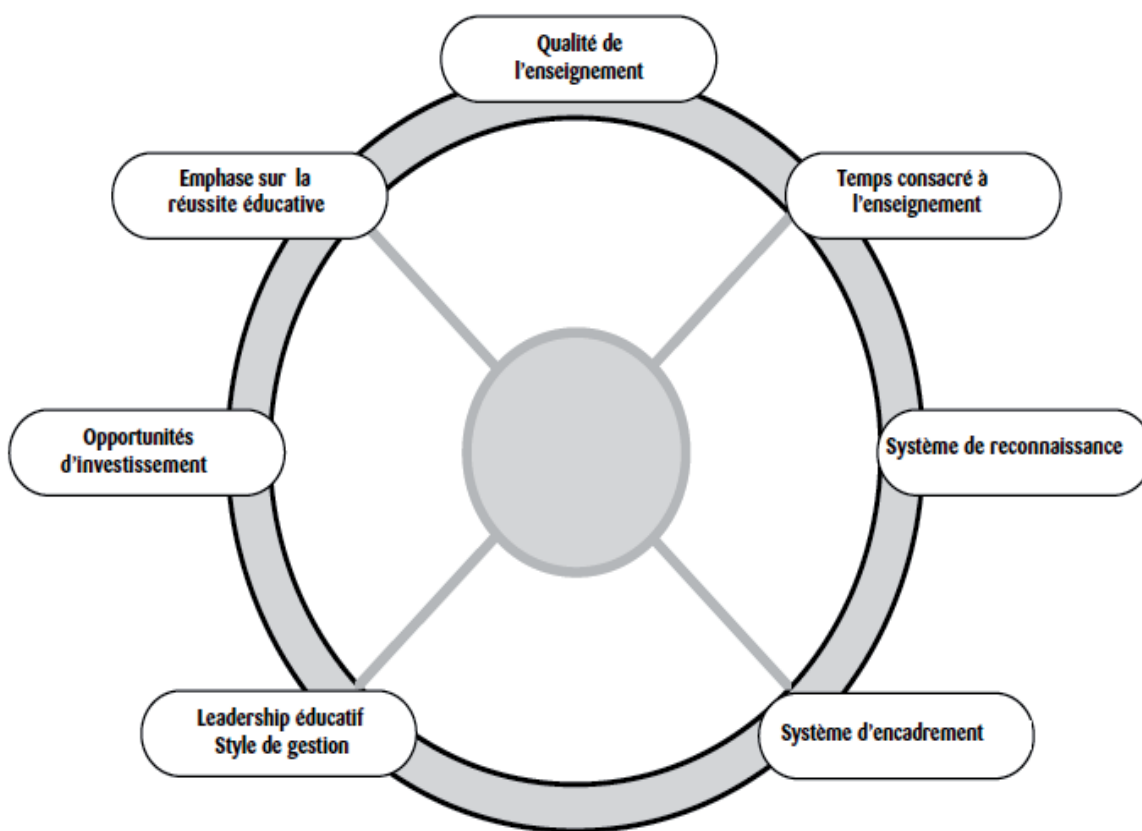 Qualité de
l'enseignement
Emphase sur la
réussite éducative
Temps consacré à
l'enseignement
Opportunités
d'investissement
Système de reconnaissance
Leadership éducatif
Style de gestion
Système d'encadrement